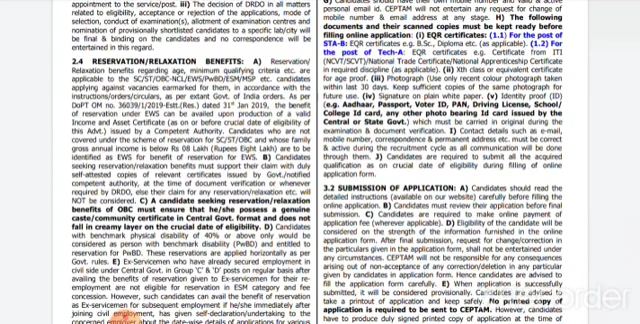 appointment to the service/post. iii) The decision of DRDO in all matters
related to eligibility, acceptance or rejection of the applications, mode of
selection, conduct of examination(s), allotment of examination centres and
nomination of provisionally shortlisted candidates to a specific lab/city will
be final & binding on the candidates and no correspondence will be
entertained in this regard.
2.4 RESERVATION/RELAXATION BENEFITS: A) Reservation/
Relaxation benefits regarding age, minimum qualifying criteria etc. are
applicable to the SC/ST/OBC-NCL/EWS/PwBD/ESM/MSP etc. candidates
applying against vacancies earmarked for them, in accordance with the
instructions/orders/circulars, as per extant Govt. of India orders. As per
DoPT OM no. 36039/1/2019-Estt.(Res.) dated 31st Jan 2019, the benefit
of reservation under EWS can be availed upon production of a valid
Income and Asset Certificate (as on or before crucial date of eligibility of
this Advt.) issued by a Competent Authority. Candidates who are not
covered under the scheme of reservation for SC/ST/OBC and whose family
gross annual income is below Rs 08 Lakh (Rupees Eight Lakh) are to be
identified as EWS for benefit of reservation for EWS. B) Candidates
seeking reservation/relaxation benefits must support their claim with duly
self-attested copies of relevant certificates issued by Govt./notified
competent authority, at the time of document verification or whenever
required by DRDO, else their claim for any reservation/relaxation etc. will
NOT be considered. C) A candidate seeking reservation/relaxation
benefits of OBC must ensure that he/she possess a genuine
caste/community certificate in Central Govt. format and does not
fall in creamy layer on the crucial date of eligibility. D) Candidates
with benchmark physical disability of 40% or above only would be
considered as person with benchmark disability (PwBD) and entitled to
reservation for PwBD. These reservations are applied horizontally as per
Govt. rules. E) Ex-Servicemen who have already secured employment in
civil side under Central Govt. in Group 'C' & 'D' posts on regular basis after
availing the benefits of reservation given to Ex-servicemen for their re-
employment are not eligible for reservation in ESM category and fee
concession. However, such candidates can avail the benefit of reservation
as Ex-servicemen for subsequent employment if he/she immediately after
joining civil employment, has given self-declaration/undertaking to the
concerned employer about the date-wise details of applications for various
personal email id. CEPTAM will not entertain any request for change of
mobile number & email address at any stage. H) The following
documents and their scanned copies must be kept ready before
filling online application: (i) EQR certificates: (1.1) For the post of
STA-B: EQR certificates e.g. B.Sc., Diploma etc. (as applicable). (1.2) For
the post of Tech-A: EQR certificates e.g. Certificate from ITI
(NCVT/SCVT)/National Trade Certificate/National Apprenticeship Certificate
in required discipline (as applicable). (ii) Xth class or equivalent certificate
for age proof. (iii) Photograph (Use only recent colour photograph taken
within last 30 days. Keep sufficient copies of the same photograph for
future use. (iv) Signature on plain white paper. (v) Identity proof (ID)
(e.g. Aadhaar, Passport, Voter ID, PAN, Driving License, School/
College Id card, any other photo bearing Id card issued by the
Central or State Govt.) which must be carried in original during the
examination & document verification. I) Contact details such as e-mail,
mobile number, correspondence & permanent address etc. must be correct
& active during the recruitment cycle as all communication will be done
through them. J) Candidates are required to submit all the acquired
qualification as on crucial date of eligibility during filling of online
application form.
3.2 SUBMISSION OF APPLICATION: A) Candidates should read the
detailed instructions (available on our website) carefully before filling the
online application. B) Candidates must review their application before final
submission. C) Candidates are required to make online payment of
application fee (wherever applicable). D) Eligibility of the candidate will be
considered on the strength of the information furnished in the online
application form. After final submission, request for change/correction in
the particulars given in the application form, shall not be entertained under
any circumstances. CEPTAM will not be responsible for any consequences
arising out of non-acceptance of any correction/deletion in any particular
given by candidates in application form. Hence candidates are advised to
fill the application form carefully. E) When application is successfully
submitted, it will be considered provisional. Candidates are advised to
take a printout of application and keep safely. No printed copy of
application is required to be sent to CEPTAM. However, candidates
have to produce duly signed printed copy of application at the time of